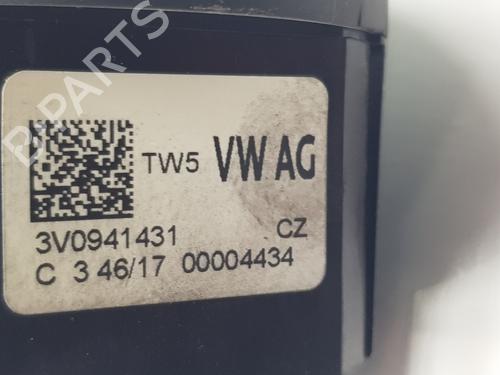 TW5 VW AG
3V0941431 CZ
C 3 46/17 00004434
B-PARTS